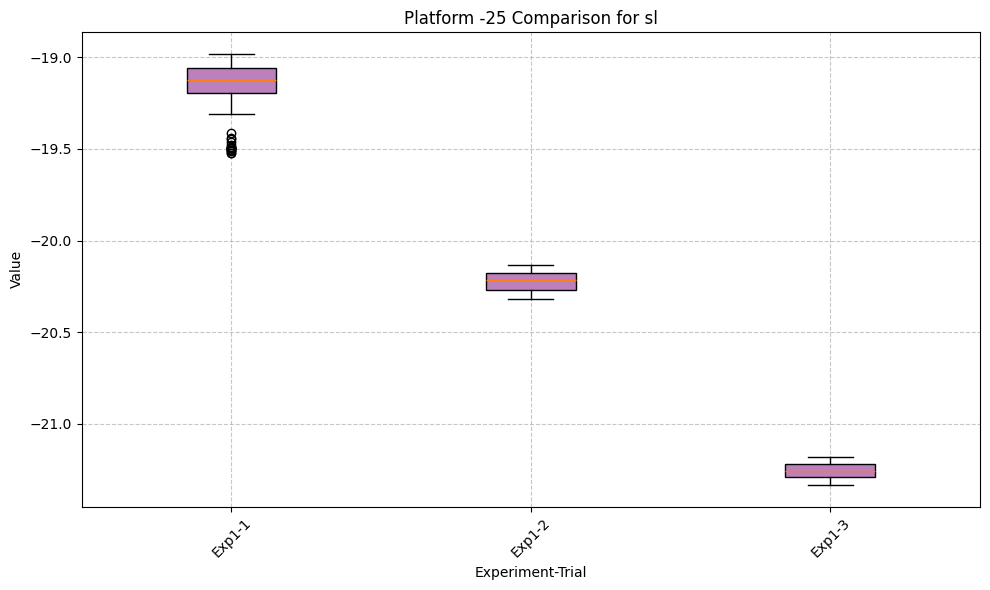 Platform -25 Comparison for sl
−19.0
−19.5
−20.0
−20.5
−21.0
Value
Exp1-1
Exp1-2
Exp1-3
Experiment-Trial